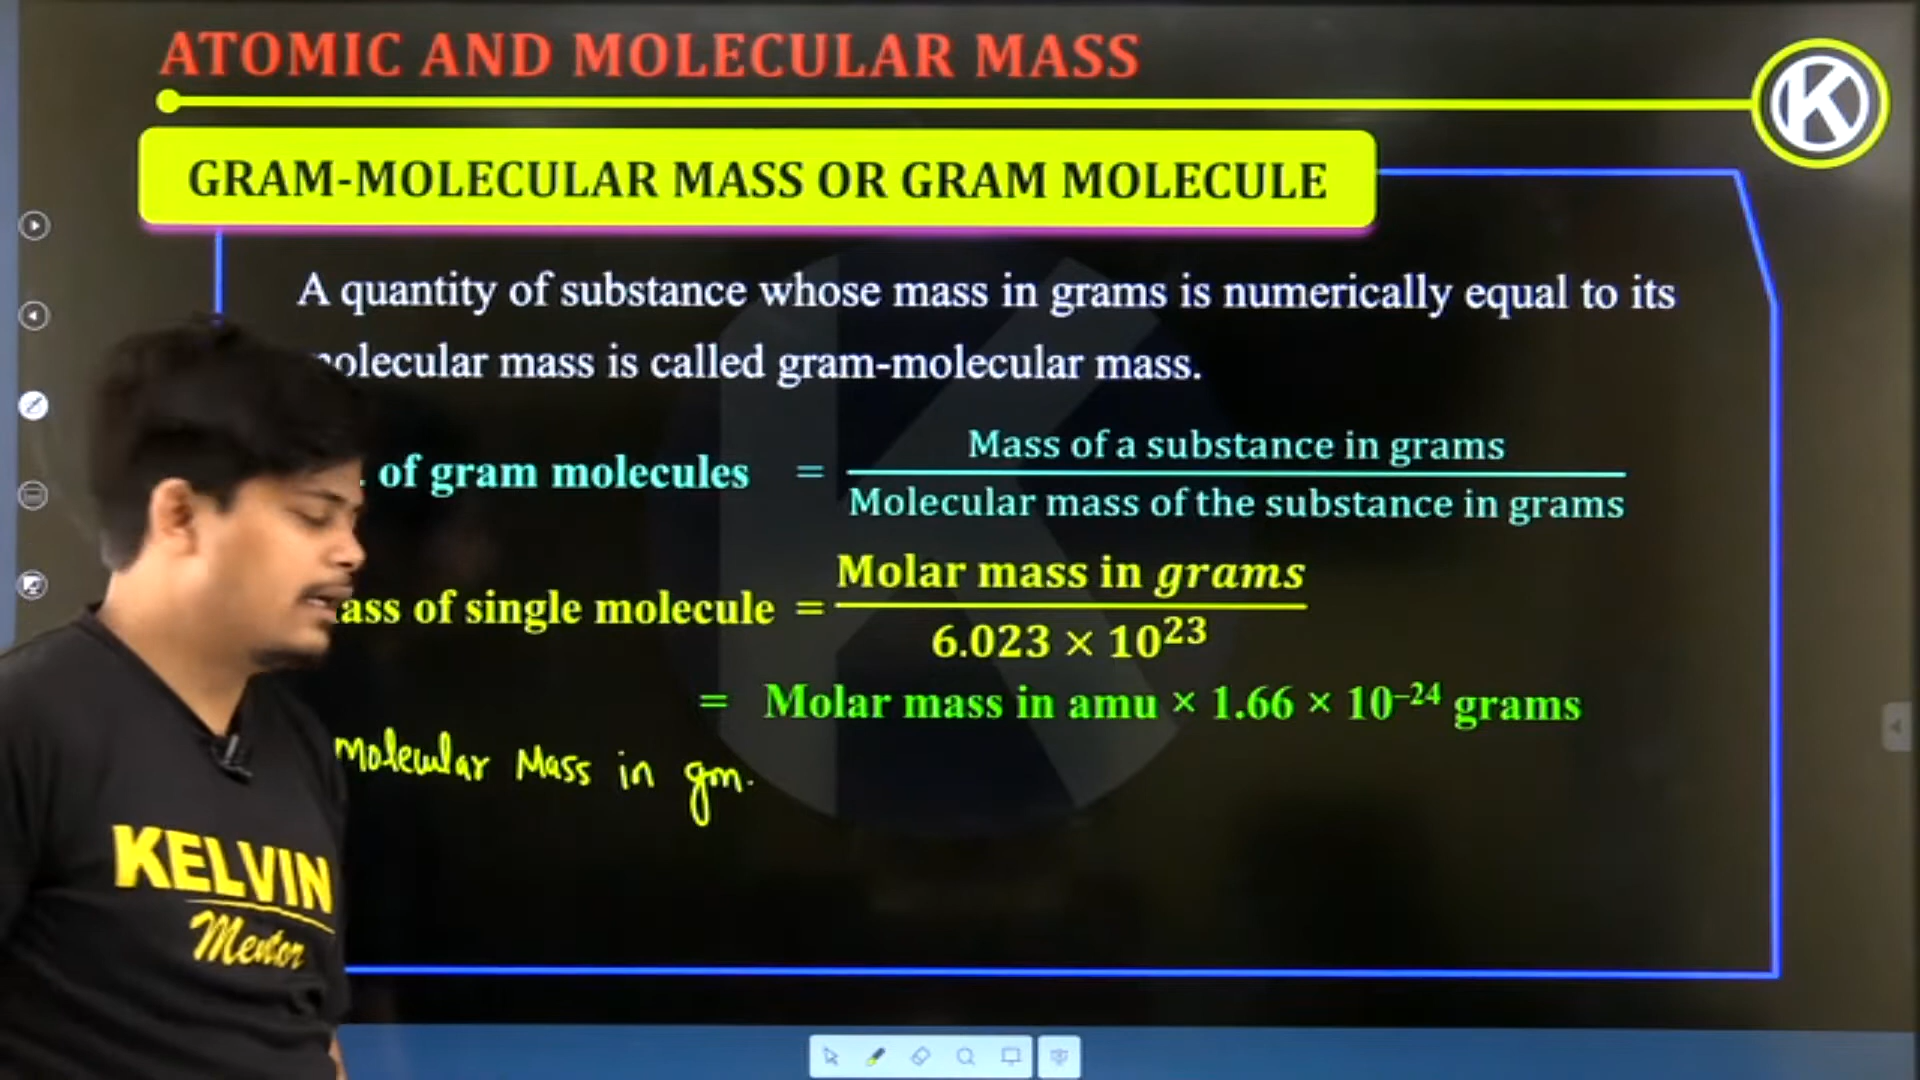 ATOMIC AND MOLECULAR MASS
K
GRAM-MOLECULAR MASS OR GRAM MOLECULE
A quantity of substance whose mass in grams is numerically equal to its
molecular mass is called gram-molecular mass.
. of gram molecules = Mass of a substance in grams
Molecular mass of the substance in grams
ass of single molecule = Molar mass in grams
6.023 × 10²³
= Molar mass in amu × 1.66 × 10⁻²⁴ grams
molecular Mass in gm.
KELVIN
Mentor